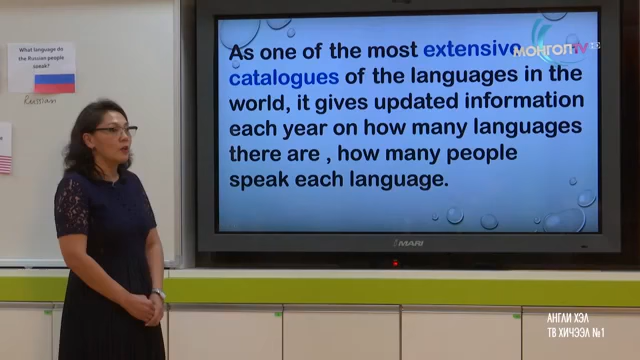 What language do
the Russian people
speak?
Russian
As one of the most extensive
catalogues of the languages in the
world, it gives updated information
each year on how many languages
there are , how many people
speak each language.
МОНГОЛ TV
MARI
АНГЛИ ХЭЛ
ТВ ХИЧЭЭЛ №1